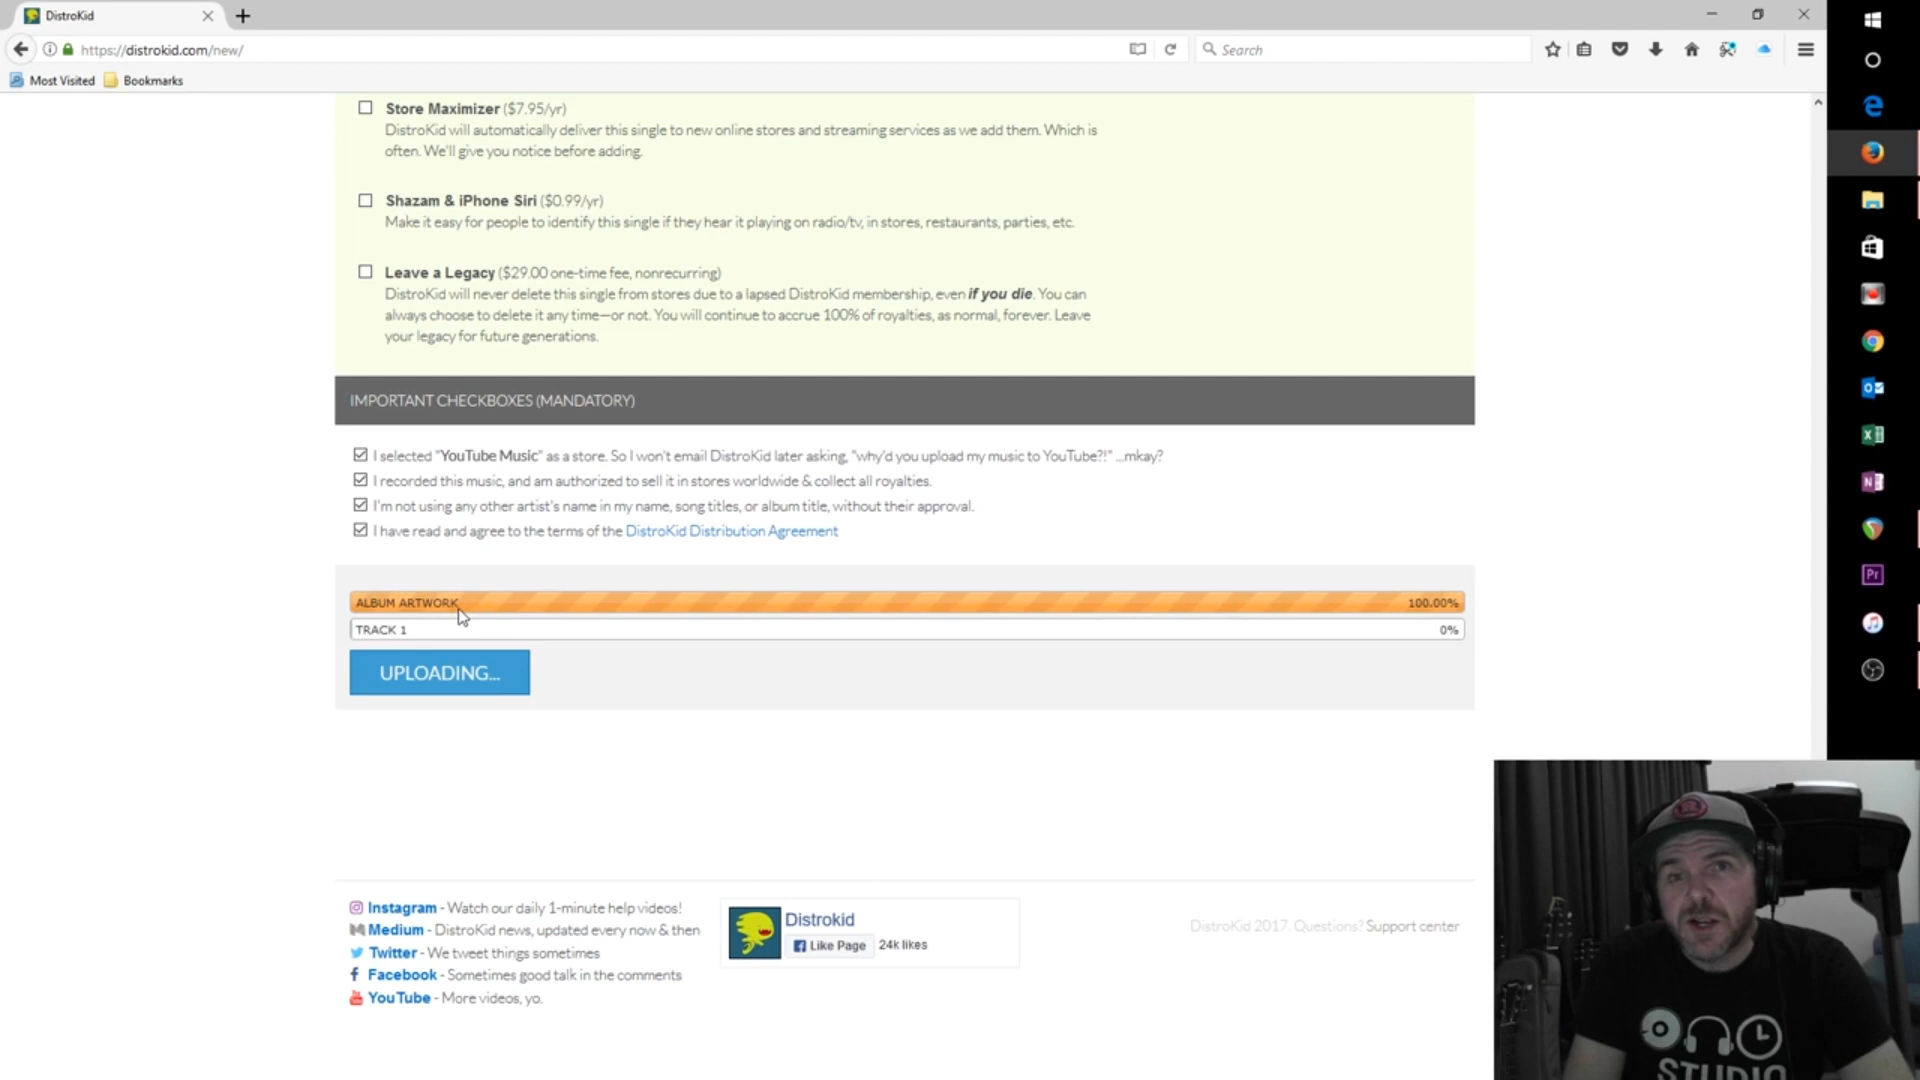 DistroKid
https://distrokid.com/new/
Search
Most Visited
Bookmarks
Store Maximizer ($7.95/yr)
DistroKid will automatically deliver this single to new online stores and streaming services as we add them. Which is
often. We'll give you notice before adding.
Shazam & iPhone Siri ($0.99/yr)
Make it easy for people to identify this single if they hear it playing on radio/tv, in stores, restaurants, parties, etc.
Leave a Legacy ($29.00 one-time fee, nonrecurring)
DistroKid will never delete this single from stores due to a lapsed DistroKid membership, even if you die. You can
always choose to delete it any time—or not. You will continue to accrue 100% of royalties, as normal, forever. Leave
your legacy for future generations.
IMPORTANT CHECKBOXES (MANDATORY)
I selected "YouTube Music" as a store. So I won't email DistroKid later asking, "why'd you upload my music to YouTube?!" ...mkay?
I recorded this music, and am authorized to sell it in stores worldwide & collect all royalties.
I'm not using any other artist's name in my name, song titles, or album title, without their approval.
I have read and agree to the terms of the DistroKid Distribution Agreement
ALBUM ARTWORK 100.00%
TRACK 1 0%
UPLOADING...
Instagram - Watch our daily 1-minute help videos!
Medium - DistroKid news, updated every now & then
Twitter - We tweet things sometimes
Facebook - Sometimes good talk in the comments
YouTube - More videos, yo.
Distrokid
Like Page 24k likes
DistroKid 2017. Questions? Support center
Pr
STUDIO